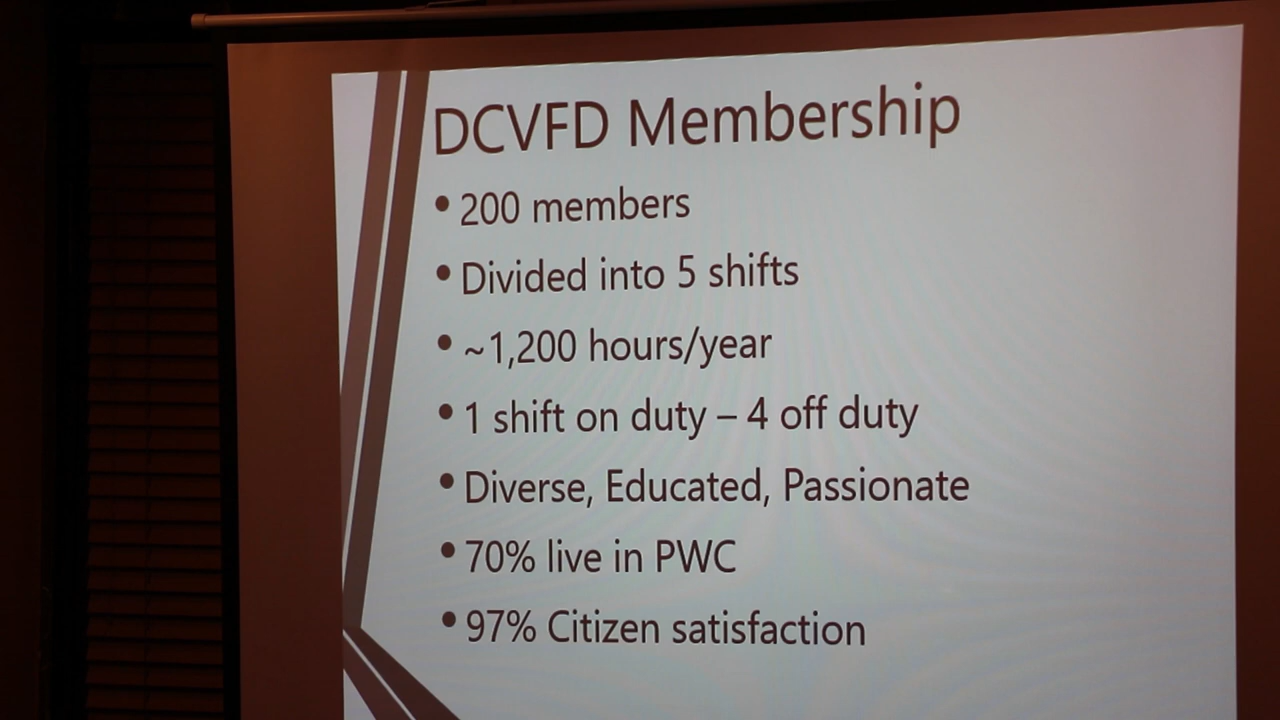 DCVFD Membership
• 200 members
• Divided into 5 shifts
• ~1,200 hours/year
• 1 shift on duty – 4 off duty
• Diverse, Educated, Passionate
• 70% live in PWC
• 97% Citizen satisfaction